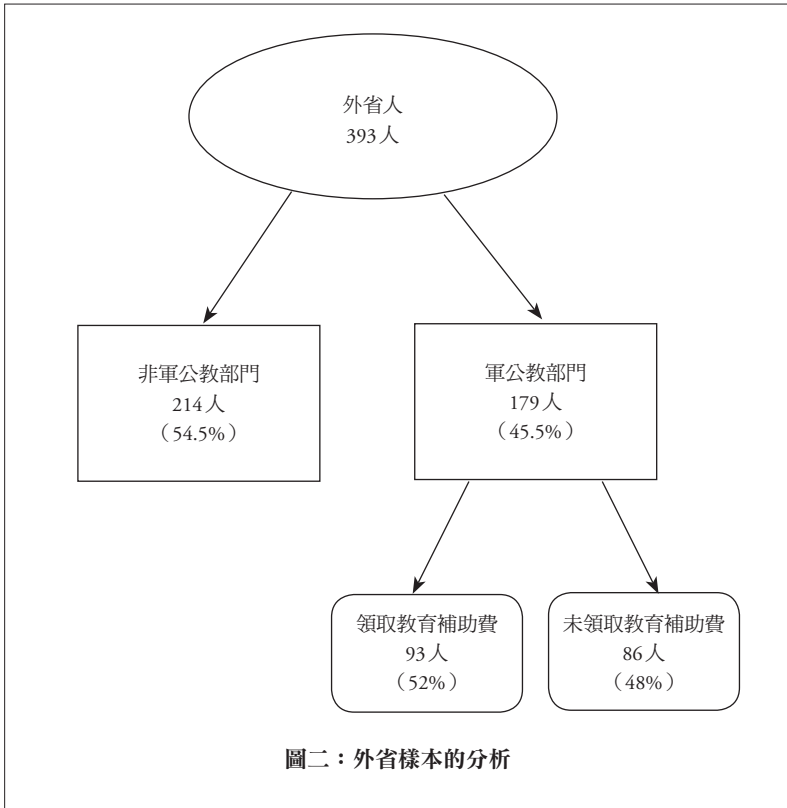 外省人
393人
非軍公教部門
214人
（54.5%）
軍公教部門
179人
（45.5%）
領取教育補助費
93人
（52%）
未領取教育補助費
86人
（48%）
圖二：外省樣本的分析